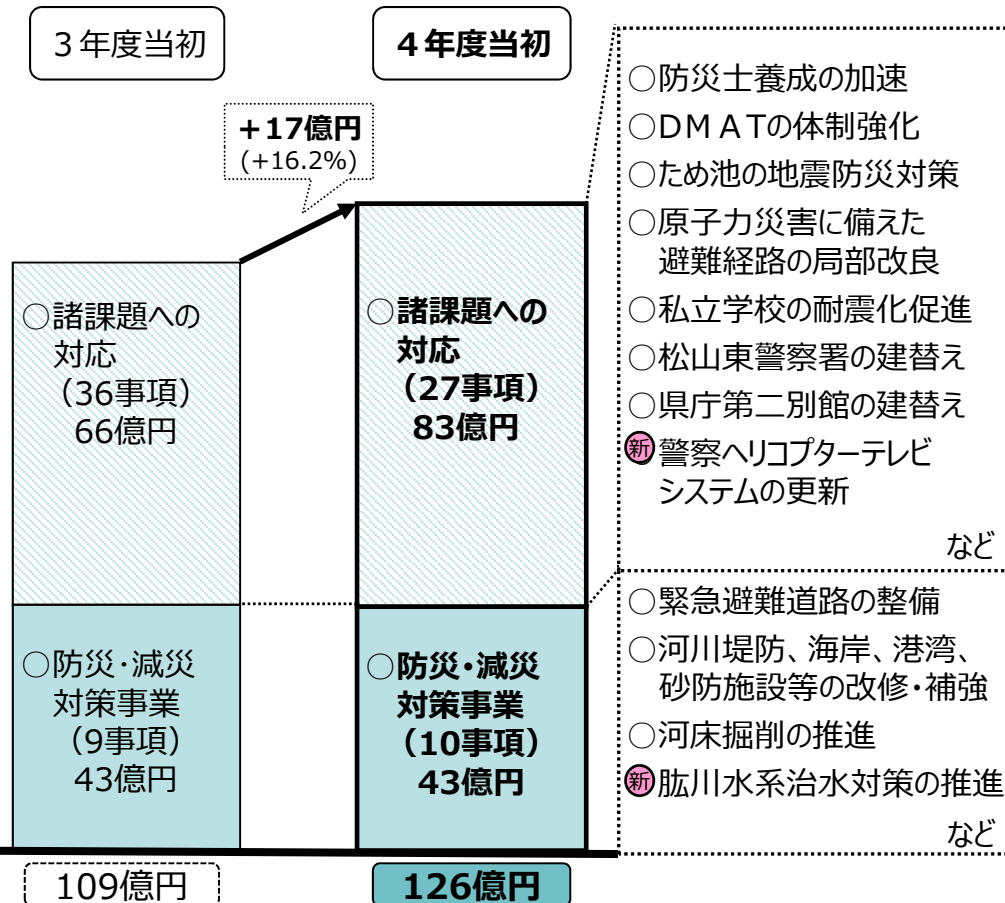 ３年度当初
４年度当初
＋17億円
(+16.2%)
○諸課題への
対応
（36事項）
66億円
○防災・減災
対策事業
（9事項）
43億円
109億円
○諸課題への
対応
（27事項）
83億円
○防災・減災
対策事業
（10事項）
43億円
126億円
○防災士養成の加速
○ＤＭＡＴの体制強化
○ため池の地震防災対策
○原子力災害に備えた
避難経路の局部改良
○私立学校の耐震化促進
○松山東警察署の建替え
○県庁第二別館の建替え
新 警察ヘリコプターテレビ
システムの更新
など
○緊急避難道路の整備
○河川堤防、海岸、港湾、
砂防施設等の改修・補強
○河床掘削の推進
新 肱川水系治水対策の推進
など